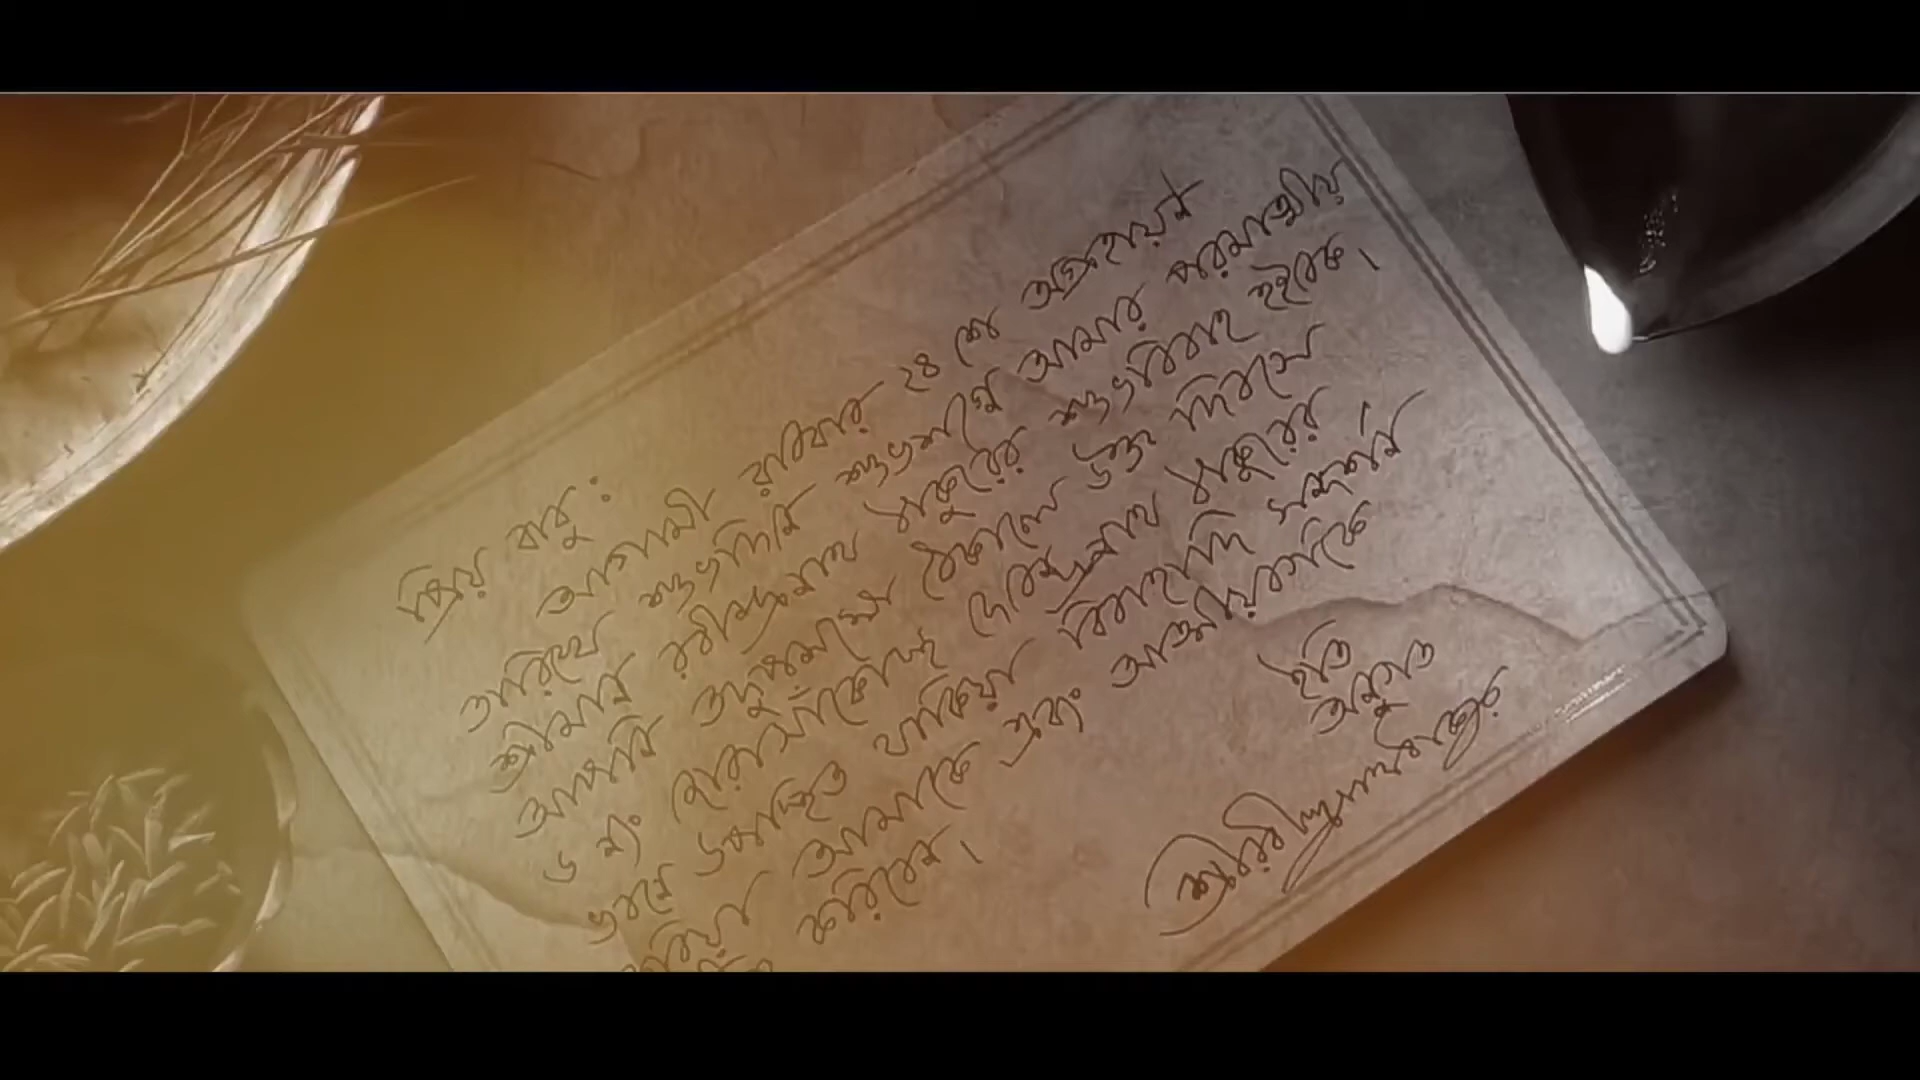 প্রিয় বাবু:
আগামী রবিবার ২৪ শে অগ্রহায়ণ
তারিখে শুভদিনে শুভলগ্নে আমার পরমাত্মীয়
শ্রীমান রবীন্দ্রনাথ ঠাকুরের শুভবিবাহ হইবেক।
আপনি তদুপলক্ষে বৈকালে উক্ত দিবসে
৬ নং যোড়াসাঁকোস্থ দেবেন্দ্রনাথ ঠাকুরের
ভবনে উপস্থিত থাকিয়া বিবাহাদি সন্দর্শন
করিয়া আমাকে এবং আত্মীয়বর্গকে
করিবেন।
ইতি
অনুগত
শ্রীরবীন্দ্রনাথ ঠাকুর